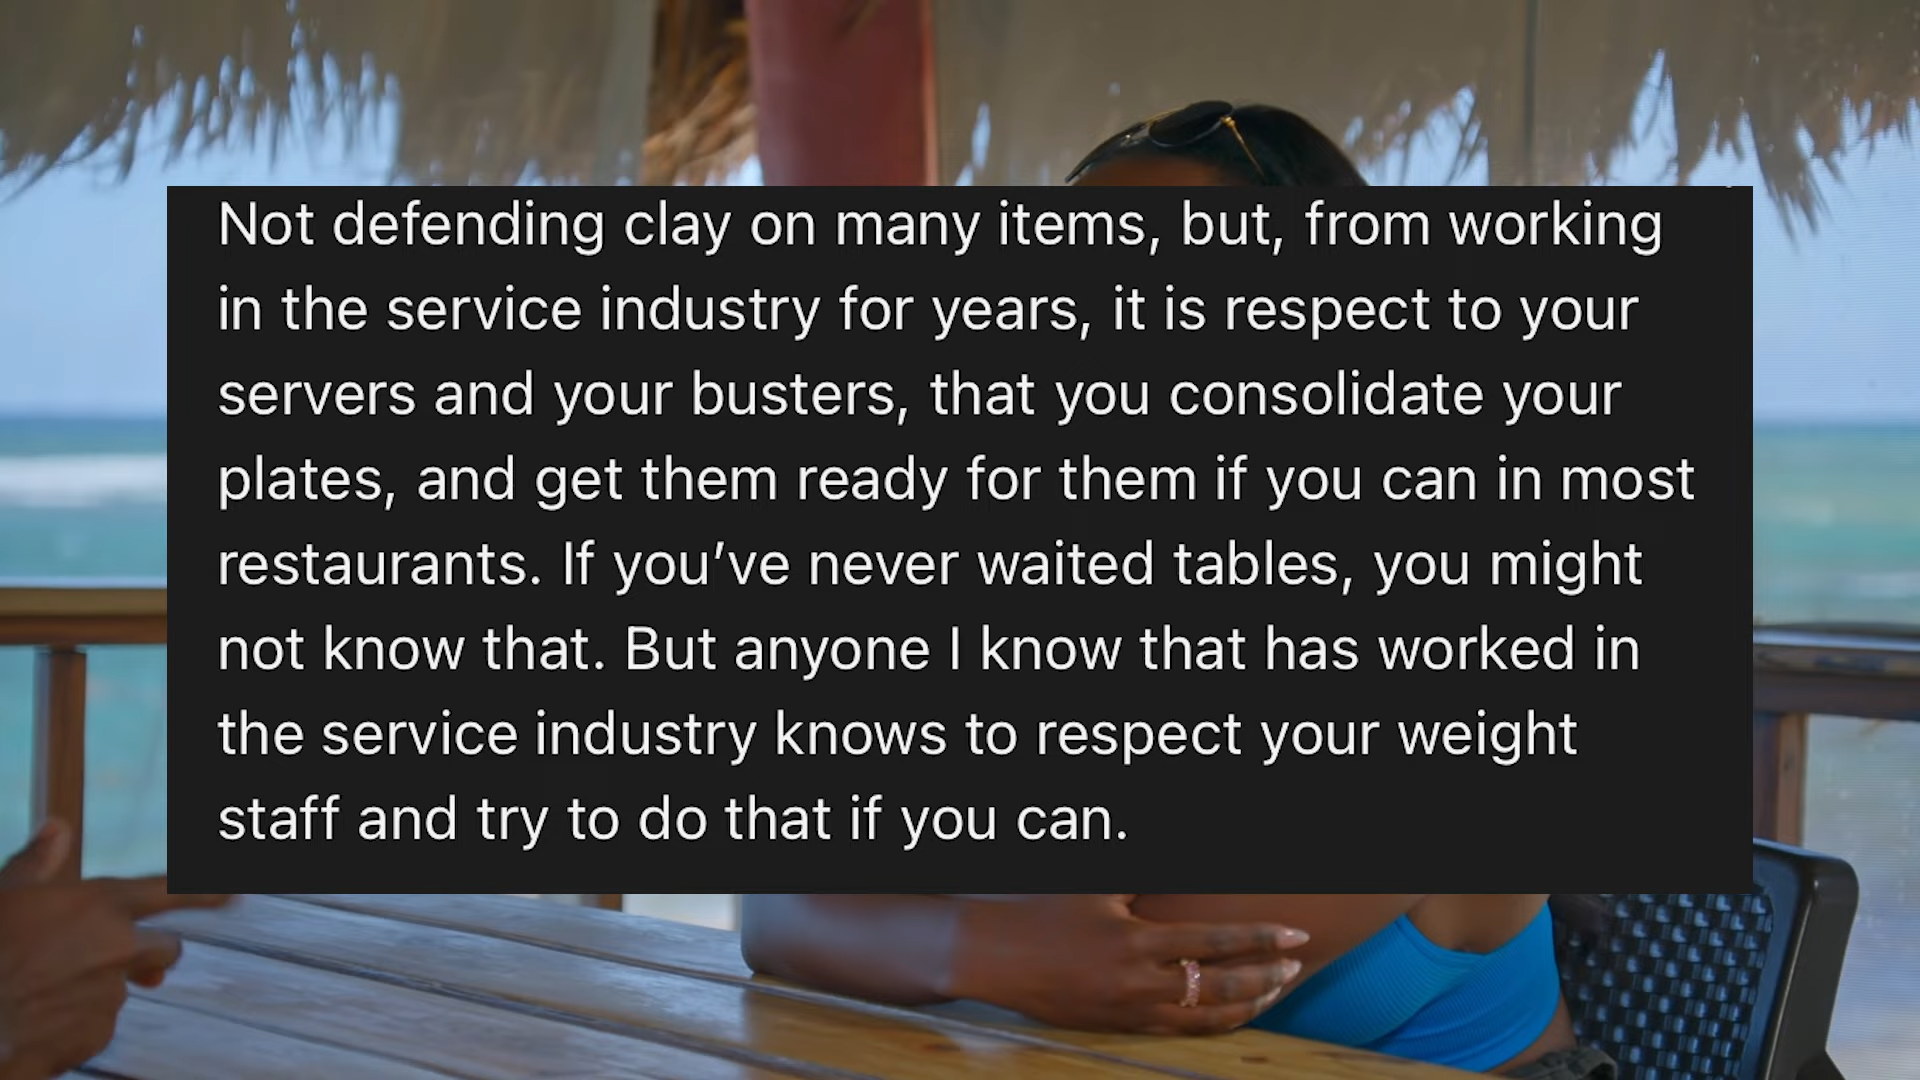 Not defending clay on many items, but, from working
in the service industry for years, it is respect to your
servers and your busters, that you consolidate your
plates, and get them ready for them if you can in most
restaurants. If you’ve never waited tables, you might
not know that. But anyone I know that has worked in
the service industry knows to respect your weight
staff and try to do that if you can.